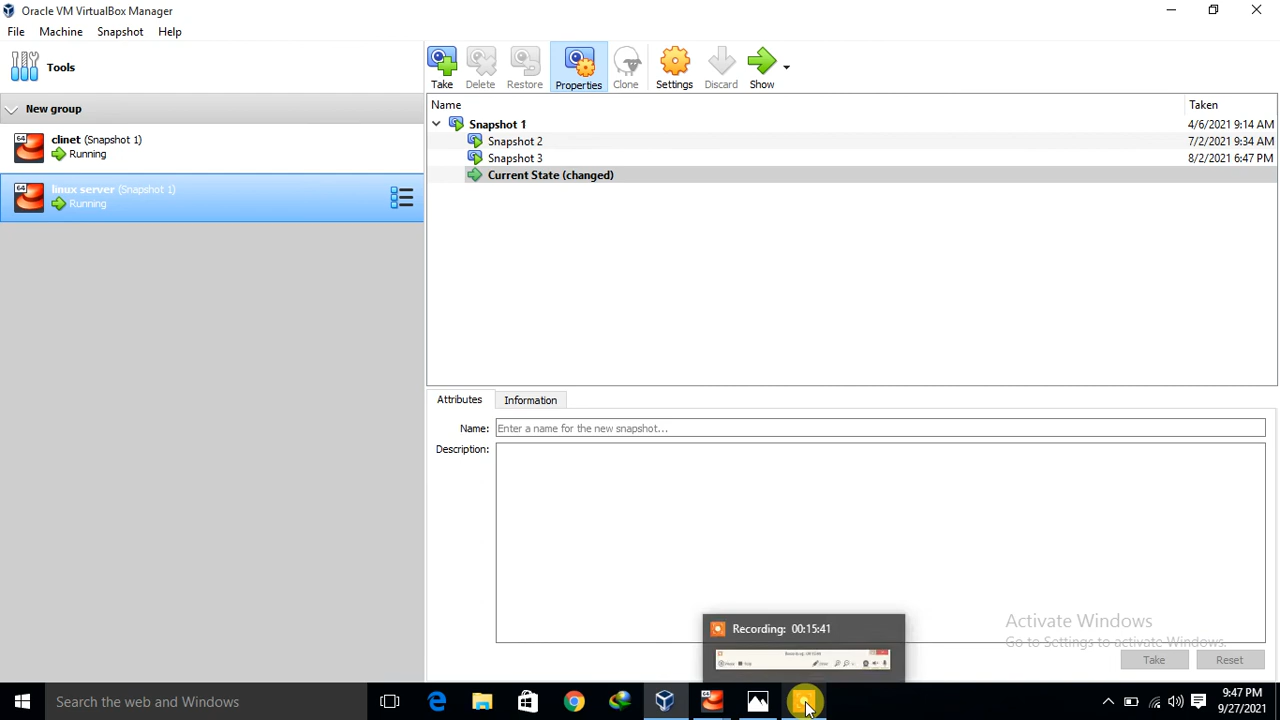 Oracle VM VirtualBox Manager
File Machine Snapshot Help
Tools
New group
64
clinet (Snapshot 1)
Running
64
linux server (Snapshot 1)
Running
Take Delete Restore Properties Clone Settings Discard Show
Name Taken
Snapshot 1 4/6/2021 9:14 AM
Snapshot 2 7/2/2021 9:34 AM
Snapshot 3 8/2/2021 6:47 PM
Current State (changed)
Attributes Information
Name: Enter a name for the new snapshot...
Description:
Activate Windows
Go to Settings to activate Windows.
Take Reset
Recording: 00:15:41
Search the web and Windows
64
9:47 PM
9/27/2021